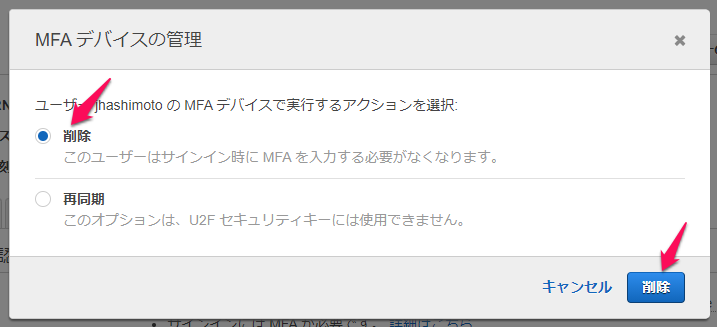 MFA デバイスの管理
×
ユーザー jhashimoto の MFA デバイスで実行するアクションを選択:
削除
このユーザーはサインイン時に MFA を入力する必要がなくなります。
再同期
このオプションは、U2F セキュリティキーには使用できません。
キャンセル 削除